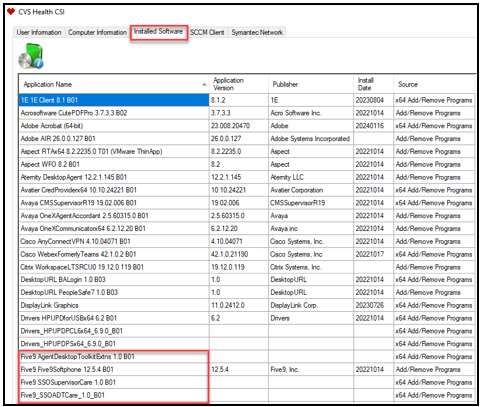 CVS Health CSI
User Information Computer Information Installed Software SCCM Client Symantec Network
Application Name Application Version Publisher Install Date Source
1E 1E Client 8.1 B01 8.1.2 1E 20230804 x64 Add/Remove Programs
Acrosoftware CutePDFPro 3.7.3.3 B02 3.7.3.3 Acro Software Inc. 20221014 x64 Add/Remove Programs
Adobe Acrobat (64-bit) 23.008.20470 Adobe 20240116 x64 Add/Remove Programs
Adobe AIR 26.0.0.127 B01 26.0.0.127 Adobe Systems Incorporated Add/Remove Programs
Aspect RTAx64 8.2.2235.0 T01 (VMware ThinApp) 8.2.2235.0 Aspect 20221014 x64 Add/Remove Programs
Aspect WFO 8.2 B01 8.2 Aspect 20221014 x64 Add/Remove Programs
Aternity DesktopAgent 12.2.1.145 B01 12.2.1.145 Aternity LLC 20221014 x64 Add/Remove Programs
Avatier CredProviderx64 10.10.24221 B01 10.10.24221 Avatier Corporation 20221014 x64 Add/Remove Programs
Avaya CMSSupervisorR19 19.02.006 B01 19.02.006 CMSSupervisorR19 20221014 x64 Add/Remove Programs
Avaya OneXAgentAccordant 2.5.60315.0 B01 2.5.60315.0 Avaya 20221014 x64 Add/Remove Programs
Avaya OneXCommunicatorx64 6.2.12.20 B01 6.2.12.20 Avaya inc 20221014 x64 Add/Remove Programs
Cisco AnyConnectVPN 4.10.04071 B01 4.10.04071 Cisco Systems, Inc. 20221014 x64 Add/Remove Programs
Cisco WebexFormerlyTeams 42.1.0.2 B01 42.1.0.21190 Cisco Systems, Inc 20221017 x64 Add/Remove Programs
Citrix WorkspaceLTSRCU0 19.12.0.119 B01 19.12.0.119 Citrix Systems, Inc. Add/Remove Programs
DesktopURL BALogin 1.0 B03 1.0 DesktopURL 20221014 x64 Add/Remove Programs
DesktopURL PeopleSafe7 1.0 B03 1.0 DesktopURL 20221014 x64 Add/Remove Programs
DisplayLink Graphics 11.0.2412.0 DisplayLink Corp. 20230726 x64 Add/Remove Programs
Drivers HPUPDforUSBx64 6.2 B01 6.2 Drivers 20221014 x64 Add/Remove Programs
Drivers_HPUPDPCL6x64_6.9.0_B01 x64 Add/Remove Programs
Drivers_HPUPDPSx64_6.9.0_B01 x64 Add/Remove Programs
Five9 AgentDesktopToolkitExtns 1.0 B01 x64 Add/Remove Programs
Five9 Five9Softphone 12.5.4 B01 12.5.4 Five9, Inc. 20221014 Add/Remove Programs
Five9 SSOSupervisorCare 1.0 B01 x64 Add/Remove Programs
Five9_SSOADTCare_1.0_B01 x64 Add/Remove Programs